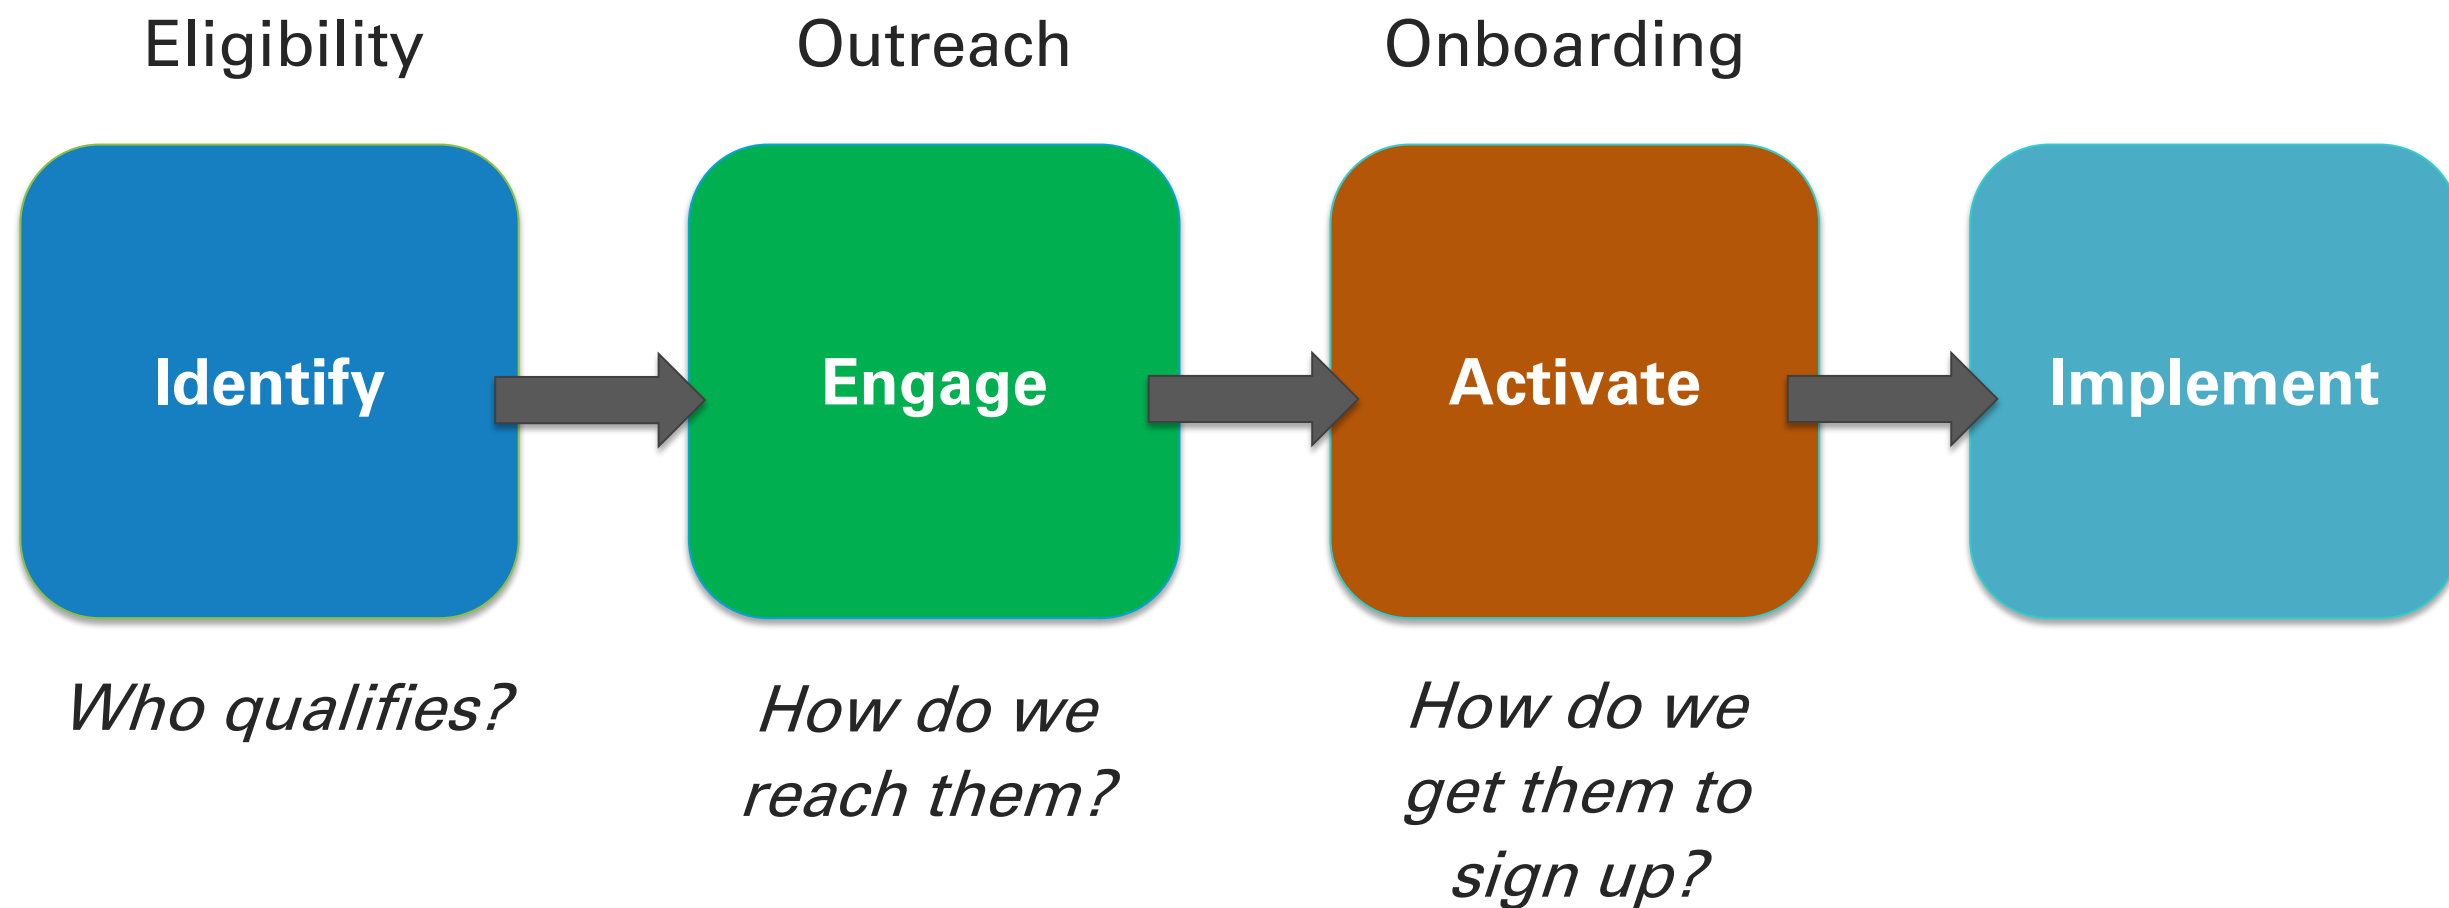 Eligibility
Outreach
Onboarding
Identify
Engage
Activate
Implement
Who qualifies?
How do we
reach them?
How do we
get them to
sign up?